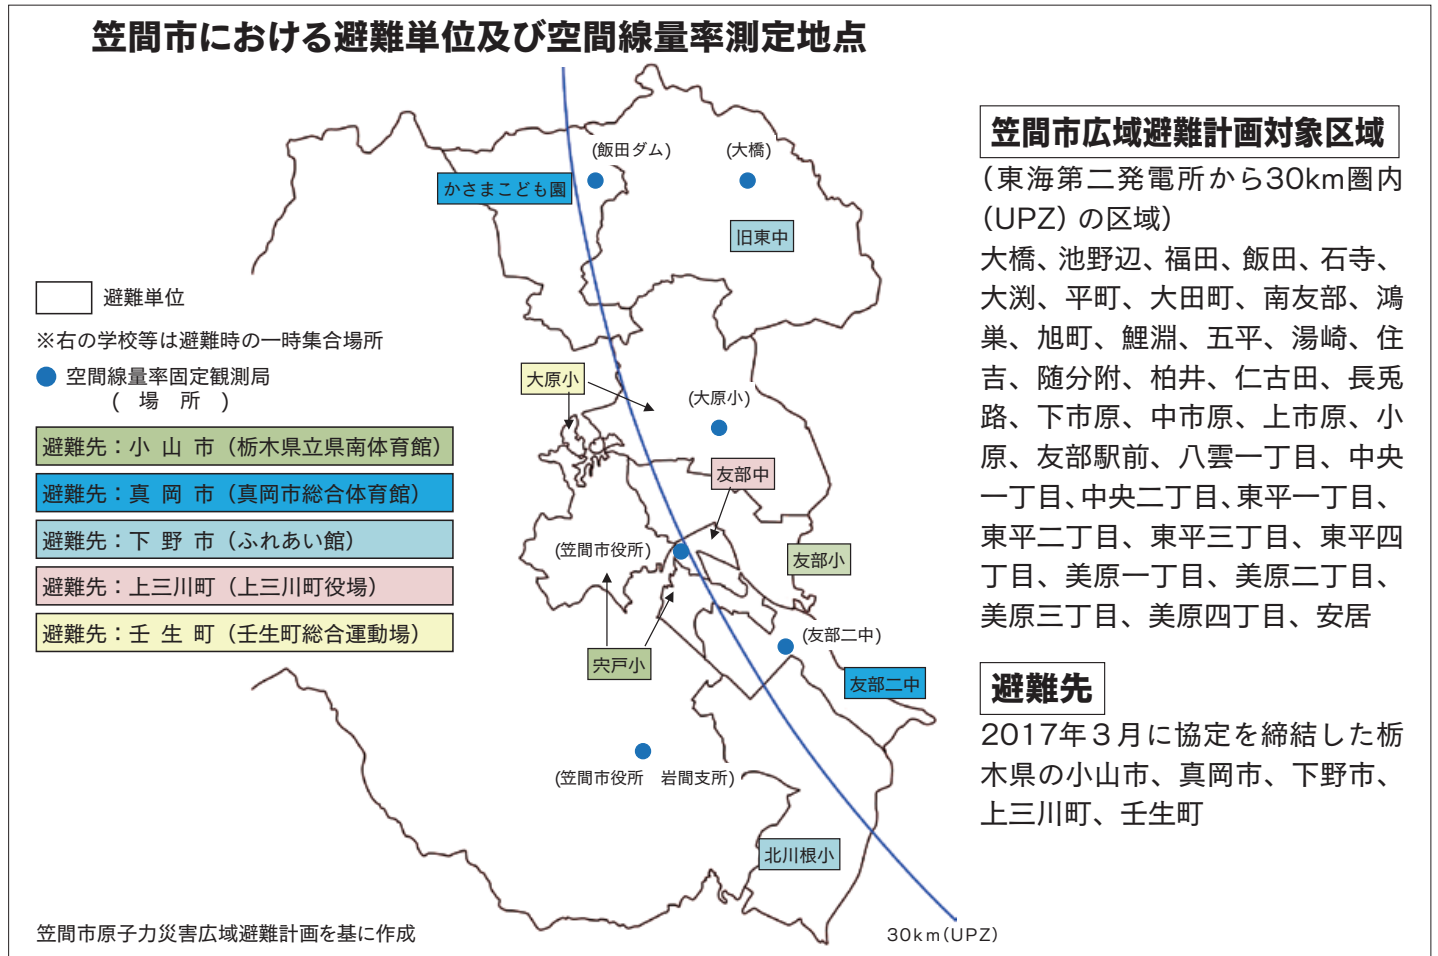 笠間市における避難単位及び空間線量率測定地点
(飯田ダム)
(大橋)
かさまこども園
旧東中
避難単位
※右の学校等は避難時の一時集合場所
空間線量率固定観測局
( 場 所 )
大原小
(大原小)
避難先：小 山 市（栃木県立県南体育館）
避難先：真 岡 市（真岡市総合体育館）
避難先：下 野 市（ふれあい館）
避難先：上三川町（上三川町役場）
避難先：壬 生 町（壬生町総合運動場）
友部中
(笠間市役所)
友部小
(友部二中)
宍戸小
友部二中
(笠間市役所 岩間支所)
北川根小
笠間市原子力災害広域避難計画を基に作成
30km(UPZ)
笠間市広域避難計画対象区域
（東海第二発電所から30km圏内
(UPZ) の区域）
大橋、池野辺、福田、飯田、石寺、
大渕、平町、大田町、南友部、鴻
巣、旭町、鯉淵、五平、湯崎、住
吉、随分附、柏井、仁古田、長兎
路、下市原、中市原、上市原、小
原、友部駅前、八雲一丁目、中央
一丁目、中央二丁目、東平一丁目、
東平二丁目、東平三丁目、東平四
丁目、美原一丁目、美原二丁目、
美原三丁目、美原四丁目、安居
避難先
2017年３月に協定を締結した栃
木県の小山市、真岡市、下野市、
上三川町、壬生町